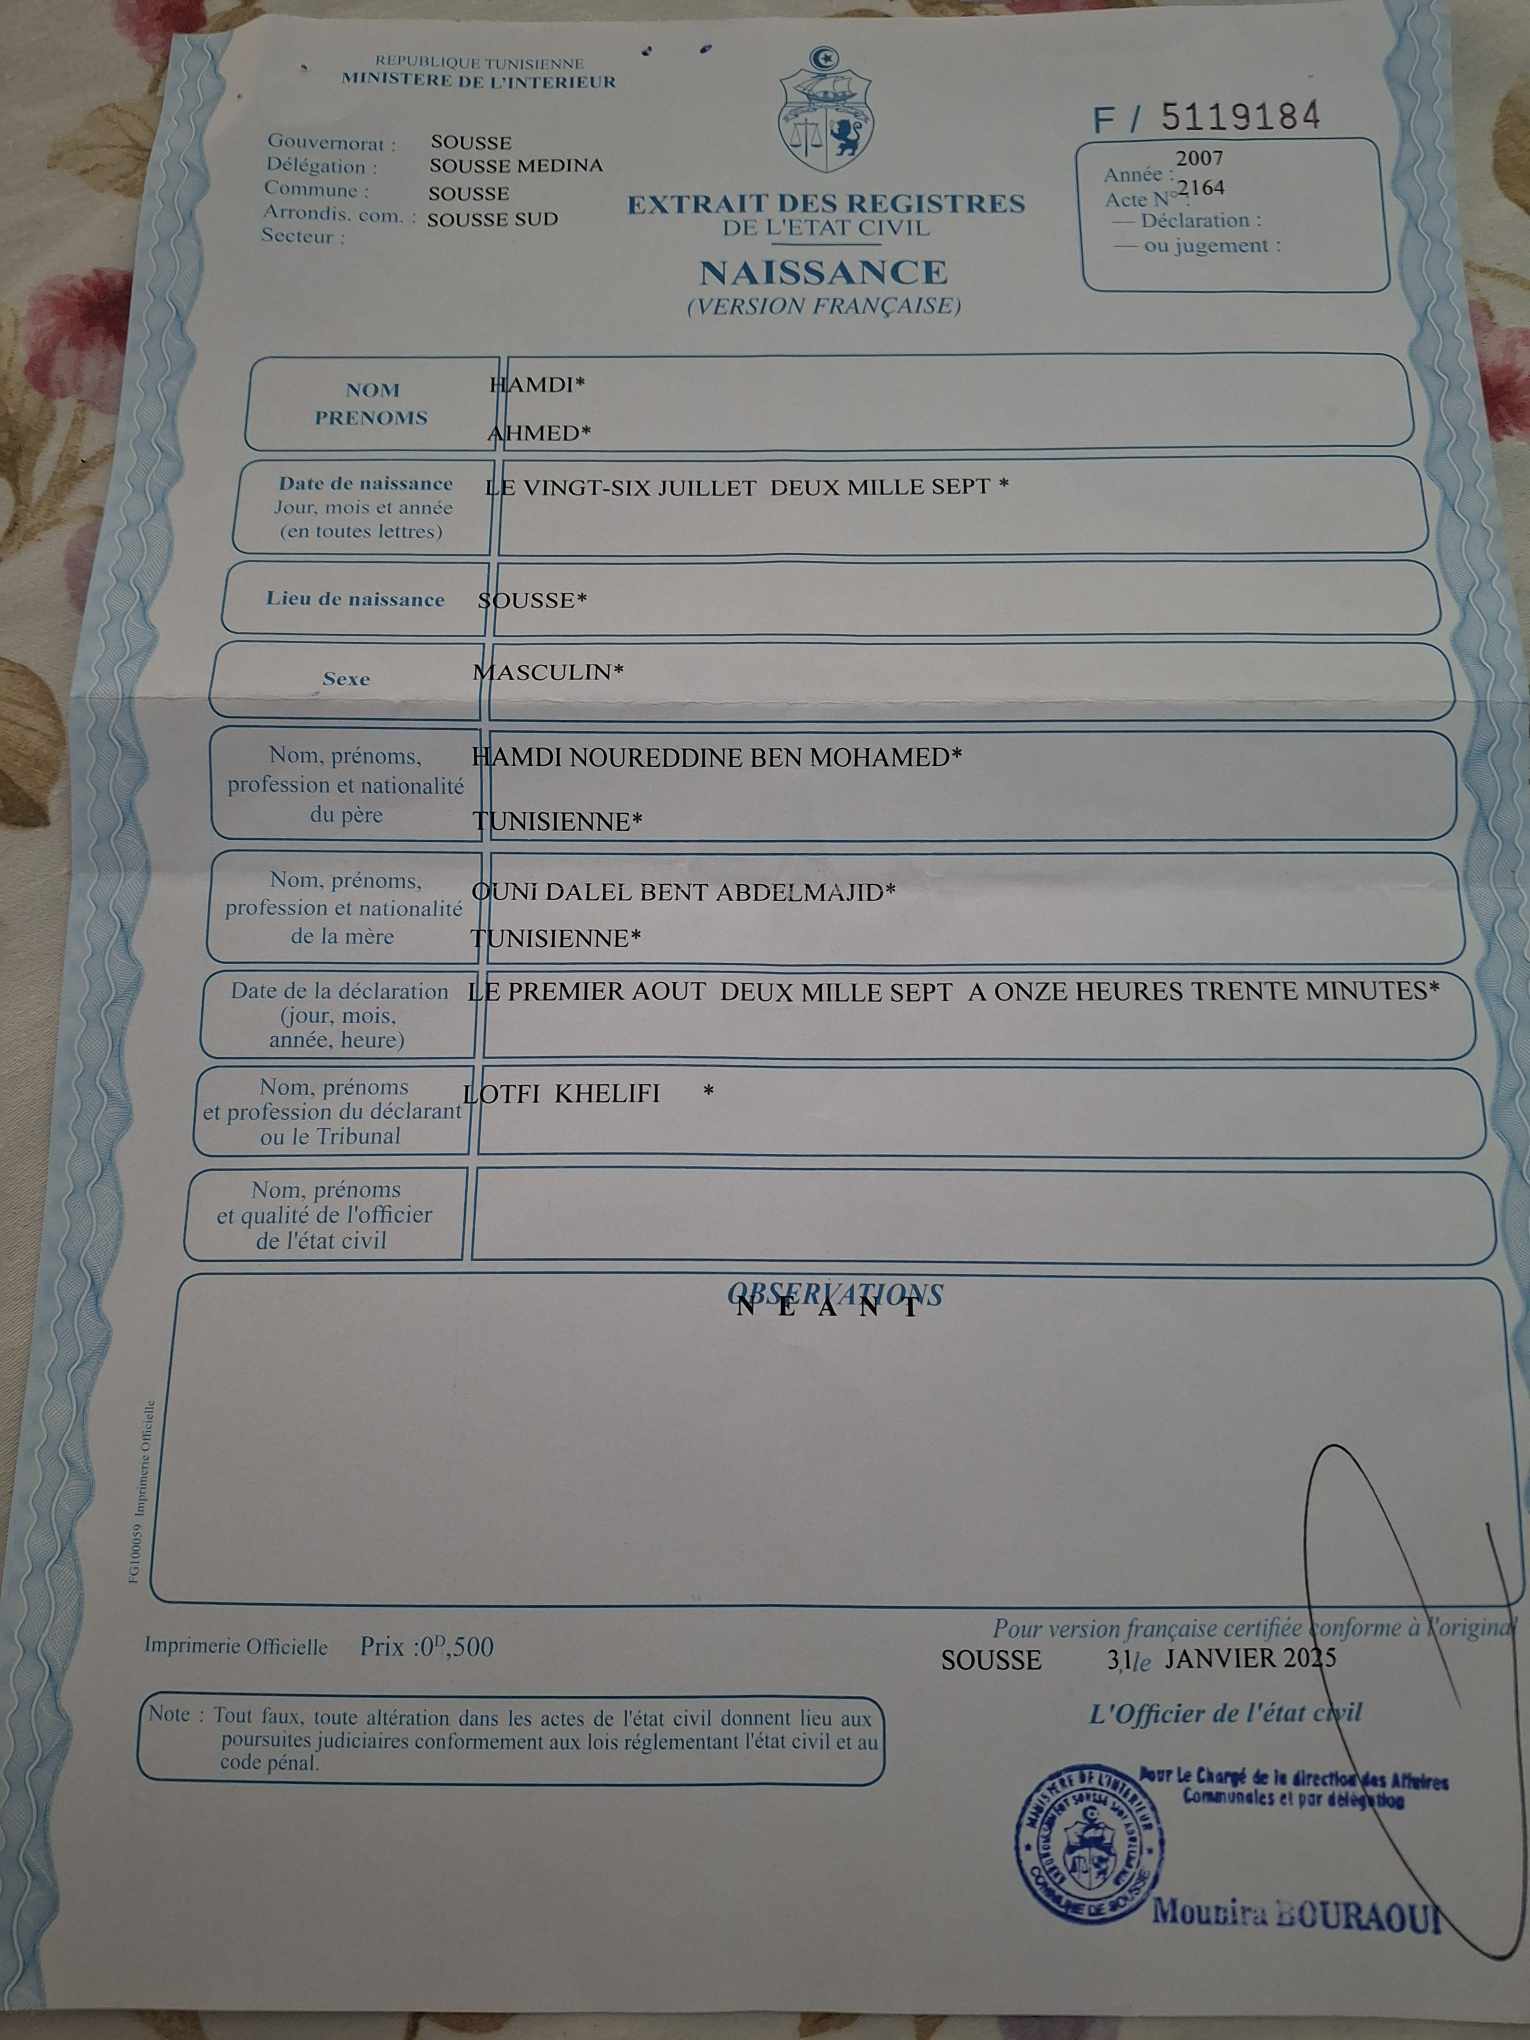 REPUBLIQUE TUNISIENNE
MINISTERE DE L'INTERIEUR
Gouvernorat : SOUSSE
Délégation : SOUSSE MEDINA
Commune : SOUSSE
Arrondis. com. : SOUSSE SUD
Secteur :
EXTRAIT DES REGISTRES
DE L'ETAT CIVIL
NAISSANCE
(VERSION FRANÇAISE)
F / 5119184
Année : 2007
Acte N° : 2164
— Déclaration :
— ou jugement :
NOM
PRENOMS
HAMDI*
AHMED*
Date de naissance
Jour, mois et année
(en toutes lettres)
LE VINGT-SIX JUILLET DEUX MILLE SEPT *
Lieu de naissance
SOUSSE*
Sexe
MASCULIN*
Nom, prénoms,
profession et nationalité
du père
HAMDI NOUREDDINE BEN MOHAMED*
TUNISIENNE*
Nom, prénoms,
profession et nationalité
de la mère
OUNI DALEL BENT ABDELMAJID*
TUNISIENNE*
Date de la déclaration
(jour, mois,
année, heure)
LE PREMIER AOUT DEUX MILLE SEPT A ONZE HEURES TRENTE MINUTES*
Nom, prénoms
et profession du déclarant
ou le Tribunal
LOTFI KHELIFI *
Nom, prénoms
et qualité de l'officier
de l'état civil
OBSERVATIONS
N E A N T
FG100059 Imprimerie Officielle
Imprimerie Officielle Prix :0D,500
Pour version française certifiée conforme à l'original
SOUSSE 31 le JANVIER 2025
L'Officier de l'état civil
Note : Tout faux, toute altération dans les actes de l'état civil donnent lieu aux
poursuites judiciaires conformement aux lois réglementant l'état civil et au
code pénal.
Pour Le Chargé de la direction des Affaires
Communales et par délégation
MINISTERE DE L'INTERIEUR
COMMUNE DE SOUSSE
Mounira BOURAOUI